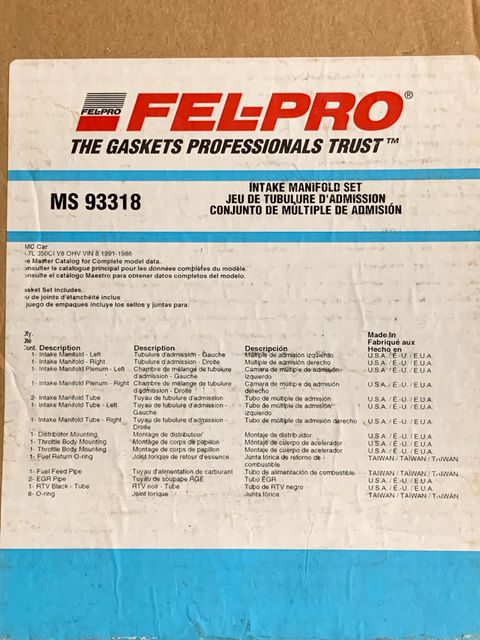 FELPRO
FEL-PRO®
THE GASKETS PROFESSIONALS TRUST™
MS 93318
INTAKE MANIFOLD SET
JEU DE TUBULURE D'ADMISSION
CONJUNTO DE MÚLTIPLE DE ADMISIÓN
MC Car
.7L 350CI V8 OHV VIN 8 1991-1986
e Master Catalog for Complete model data.
onsulter le catalogue principal pour les données complètes du modèle.
onsulte el catálogo Maestro para obtener datos completos del modelo.
asket Set Includes.
u de joints d'étanchéité inclus
juego de empaques incluye los sellos y juntas para:
Qty.
Qté
Cont. Description Description Descripción Made In Fabriqué aux Hecho en
1- Intake Manifold - Left Tubulure d'admission - Gauche Múltiple de admisión izquierdo U.S.A. / É.-U. / E.U.A.
1- Intake Manifold - Right Tubulure d'admission - Droite Múltiple de admisión derecho U.S.A. / É.-U. / E.U.A.
1- Intake Manifold Plenum - Left Chambre de mélange de tubulure d'admission - Gauche Cámara de múltiple de admisión izquierdo U.S.A. / É.-U. / E.U.A.
1- Intake Manifold Plenum - Right Chambre de mélange de tubulure d'admission - Droite Cámara de múltiple de admisión derecho U.S.A. / É.-U. / E.U.A.
2- Intake Manifold Tube Tuyau de tubulure d'admission Tubo de múltiple de admisión U.S.A. / É.-U. / E.U.A.
1- Intake Manifold Tube - Left Tuyau de tubulure d'admission - Gauche Tubo de múltiple de admisión izquierdo U.S.A. / É.-U. / E.U.A.
1- Intake Manifold Tube - Right Tuyau de tubulure d'admission - Droite Tubo de múltiple de admisión derecho U.S.A. / É.-U. / E.U.A.
1- Distributor Mounting Montage de distributeur Montaje de distribuidor U.S.A. / É.-U. / E.U.A.
1- Throttle Body Mounting Montage de corps de papillon Montaje de cuerpo de acelerador U.S.A. / É.-U. / E.U.A.
1- Throttle Body Mounting Montage de corps de papillon Montaje de cuerpo de acelerador U.S.A. / É.-U. / E.U.A.
1- Fuel Return O-ring Joint torique de retour d'essence Junta tórica de retorno de combustible TAIWAN / TAÏWAN / TAIWÁN
1- Fuel Feed Pipe Tuyau d'alimentation de carburant Tubo de alimentación de combustible TAIWAN / TAÏWAN / TAIWÁN
2- EGR Pipe Tuyau de soupape RGE Tubo EGR U.S.A. / É.-U. / E.U.A.
1- RTV Black - Tube RTV noir - Tube Tubo de RTV negro U.S.A. / É.-U. / E.U.A.
8- O-ring Joint torique Junta tórica TAIWAN / TAÏWAN / TAIWÁN